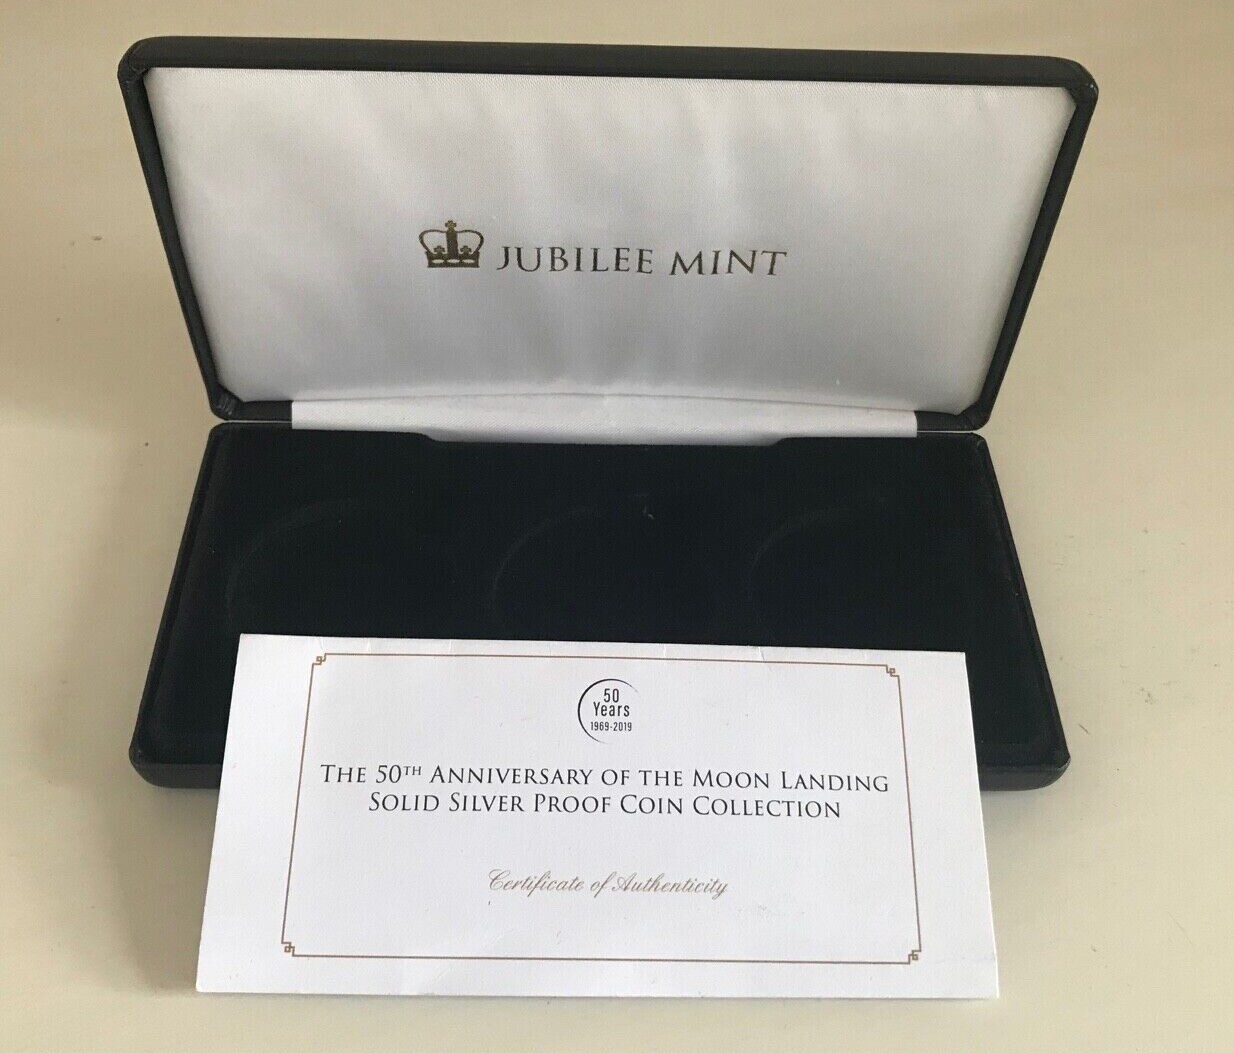 JUBILEE MINT
50
Years
1969-2019
THE 50TH ANNIVERSARY OF THE MOON LANDING
SOLID SILVER PROOF COIN COLLECTION
Certificate of Authenticity